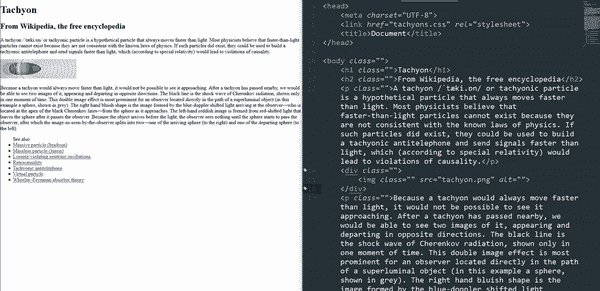 Tachyon
From Wikipedia, the free encyclopedia
A tachyon /ˈtæki.ɒn/ or tachyonic particle is a hypothetical particle that always moves faster than light. Most physicists believe that faster-than-light
particles cannot exist because they are not consistent with the known laws of physics. If such particles did exist, they could be used to build a
tachyonic antitelephone and send signals faster than light, which (according to special relativity) would lead to violations of causality.
Because a tachyon would always move faster than light, it would not be possible to see it approaching. After a tachyon has passed nearby, we would
be able to see two images of it, appearing and departing in opposite directions. The black line is the shock wave of Cherenkov radiation, shown only
in one moment of time. This double image effect is most prominent for an observer located directly in the path of a superluminal object (in this
example a sphere, shown in grey). The right hand bluish shape is the image formed by the blue-doppler shifted light arriving at the observer—who is
located at the apex of the black Cherenkov lines—from the sphere as it approaches. The left-hand reddish image is formed from red-shifted light that
leaves the sphere after it passes the observer. Because the object arrives before the light, the observer sees nothing until the sphere starts to pass the
observer, after which the image-as-seen-by-the-observer splits into two—one of the arriving sphere (to the right) and one of the departing sphere (to
the left).
See also
Massive particle (bradyon)
Massless particle (luxon)
Lorentz-violating neutrino oscillations
Retrocausality
Tachyonic antitelephone
Virtual particle
Wheeler–Feynman absorber theory
<head>
<meta charset="UTF-8">
<link href="tachyons.css" rel="stylesheet">
<title>Document</title>
</head>
<body class="">
<h1 class="">Tachyon</h1>
<h2 class="">From Wikipedia, the free encyclopedia</h2>
<p class="">A tachyon /ˈtæki.ɒn/ or tachyonic particle
is a hypothetical particle that always moves faster
than light. Most physicists believe that
faster-than-light particles cannot exist because they
are not consistent with the known laws of physics. If
such particles did exist, they could be used to build
a tachyonic antitelephone and send signals faster than
light, which (according to special relativity) would
lead to violations of causality.</p>
<div class="">
<img class="" src="tachyon.png" alt="">
</div>
<p class="">Because a tachyon would always move faster
than light, it would not be possible to see it
approaching. After a tachyon has passed nearby, we
would be able to see two images of it, appearing and
departing in opposite directions. The black line is
the shock wave of Cherenkov radiation, shown only in
one moment of time. This double image effect is most
prominent for an observer located directly in the path
of a superluminal object (in this example a sphere,
shown in grey). The right hand bluish shape is the
image formed by the blue-doppler shifted light